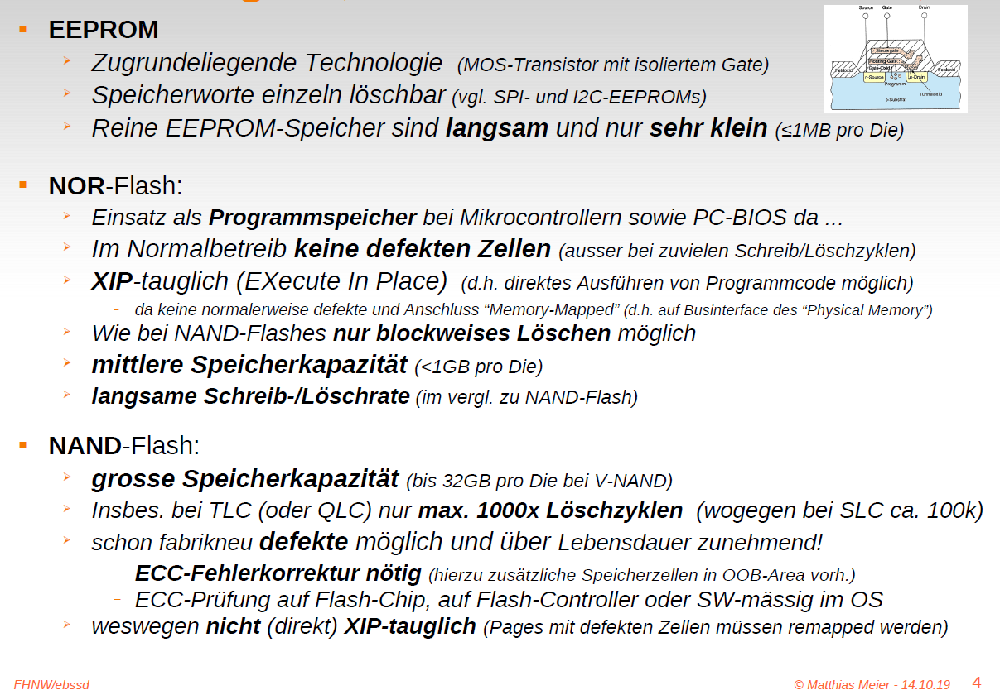 EEPROM
Zugrundeliegende Technologie (MOS-Transistor mit isoliertem Gate)
Speicherworte einzeln löschbar (vgl. SPI- und I2C-EEPROMs)
Reine EEPROM-Speicher sind langsam und nur sehr klein (≤1MB pro Die)
Source Gate Drain
Steuergate
Floating-Gate
Gate-Oxid
Feldoxid
Feldoxid
n-Source
n-Drain
Programm.
Tunneloxid
p-Substrat
NOR-Flash:
Einsatz als Programmspeicher bei Mikrocontrollern sowie PC-BIOS da ...
Im Normalbetreib keine defekten Zellen (ausser bei zuvielen Schreib/Löschzyklen)
XIP-tauglich (EXecute In Place) (d.h. direktes Ausführen von Programmcode möglich)
– da keine normalerweise defekte und Anschluss “Memory-Mapped” (d.h. auf Businterface des “Physical Memory”)
Wie bei NAND-Flashes nur blockweises Löschen möglich
mittlere Speicherkapazität (<1GB pro Die)
langsame Schreib-/Löschrate (im vergl. zu NAND-Flash)
NAND-Flash:
grosse Speicherkapazität (bis 32GB pro Die bei V-NAND)
Insbes. bei TLC (oder QLC) nur max. 1000x Löschzyklen (wogegen bei SLC ca. 100k)
schon fabrikneu defekte möglich und über Lebensdauer zunehmend!
– ECC-Fehlerkorrektur nötig (hierzu zusätzliche Speicherzellen in OOB-Area vorh.)
– ECC-Prüfung auf Flash-Chip, auf Flash-Controller oder SW-mässig im OS
weswegen nicht (direkt) XIP-tauglich (Pages mit defekten Zellen müssen remapped werden)
FHNW/ebssd
© Matthias Meier - 14.10.19 4